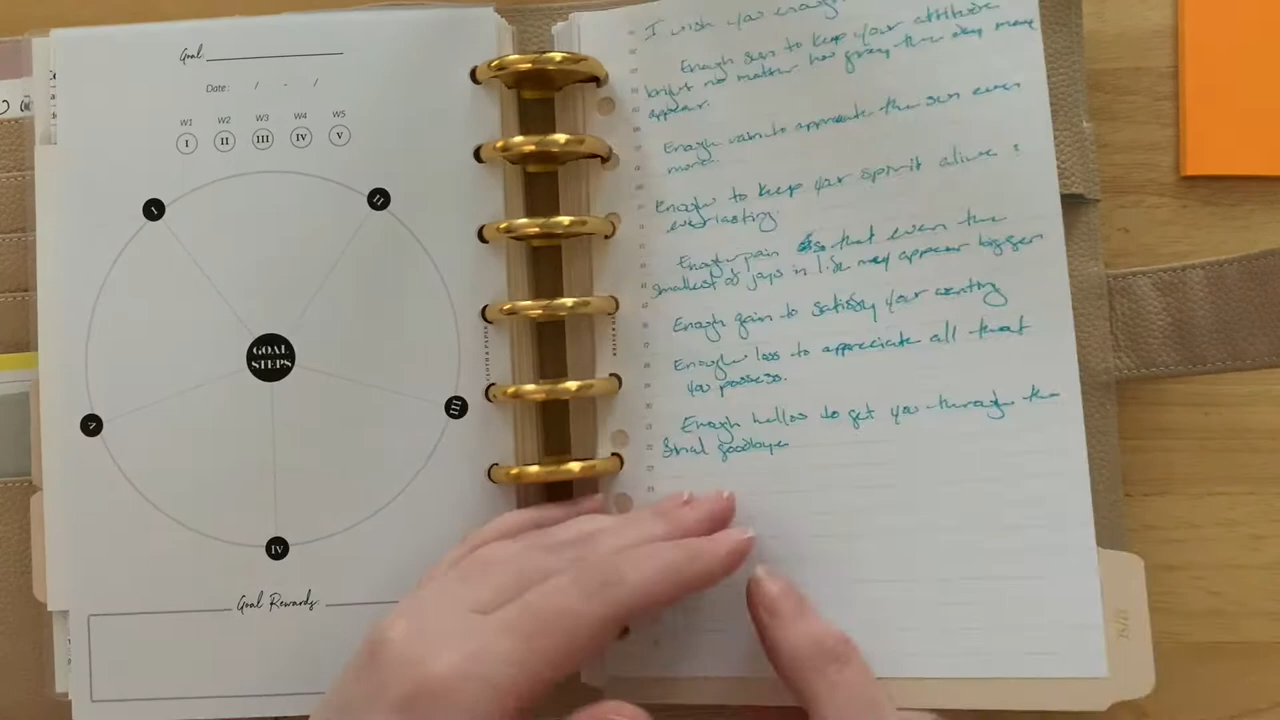 Goal
Date: / - /
W1 W2 W3 W4 W5
I II III IV V
I
II
GOAL
STEPS
III
V
IV
Goal Rewards
CLOTH & PAPER
I wish you enough
Enough sun to keep your attitude
bright no matter how gray the day may
appear.
Enough rain to appreciate the sun even
more.
Enough to keep your spirit alive &
everlasting.
Enough pain so that even the
smallest of joys in life may appear bigger
Enough gain to satisfy your wanting
Enough loss to appreciate all that
you possess.
Enough hellos to get you through the
final goodbye